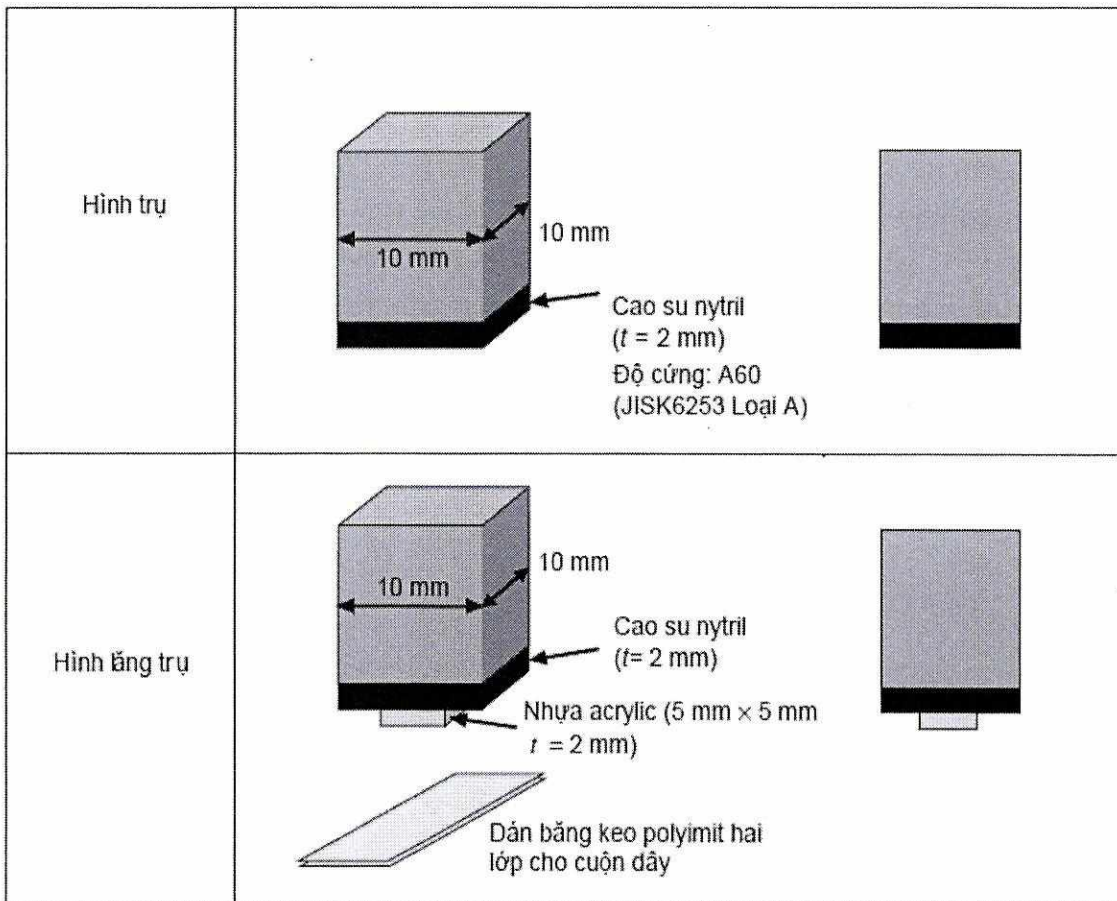 Hình trụ
10 mm
10 mm
Cao su nytril
(t = 2 mm)
Độ cứng: A60
(JISK6253 Loại A)
Hình lăng trụ
10 mm
10 mm
Cao su nytril
(t= 2 mm)
Nhựa acrylic (5 mm × 5 mm
t = 2 mm)
Dán băng keo polyimit hai
lớp cho cuộn dây